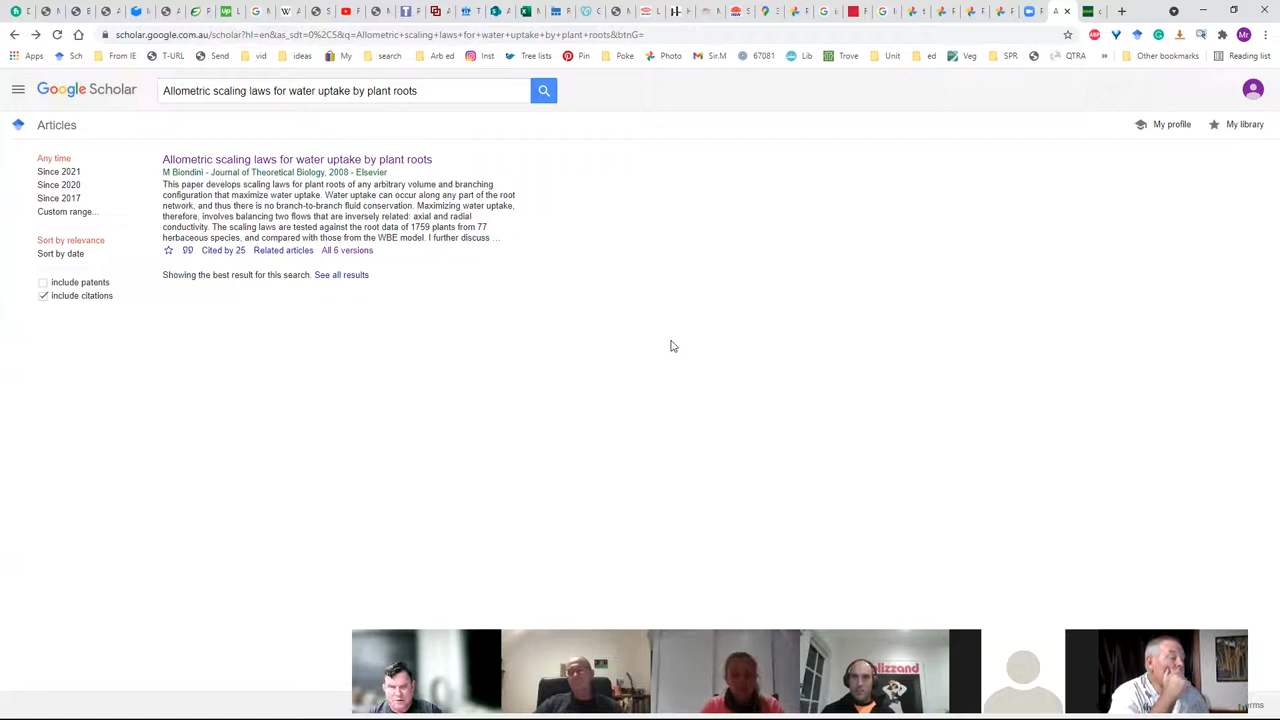 scholar.google.com.au/scholar?hl=en&as_sdt=0%2C5&q=Allometric+scaling+laws+for+water+uptake+by+plant+roots&btnG=
Apps Sch From IE T-URL Send vid ideas My search Arb ed Inst Tree lists Pin Poke Photo Sir.M 67081 Lib Trove Unit ed Veg SPR QTRA » Other bookmarks Reading list
Google Scholar
Allometric scaling laws for water uptake by plant roots
Articles
My profile My library
Any time
Since 2021
Since 2020
Since 2017
Custom range...
Sort by relevance
Sort by date
include patents
include citations
Allometric scaling laws for water uptake by plant roots
M Biondini - Journal of Theoretical Biology, 2008 - Elsevier
This paper develops scaling laws for plant roots of any arbitrary volume and branching
configuration that maximize water uptake. Water uptake can occur along any part of the root
network, and thus there is no branch-to-branch fluid conservation. Maximizing water uptake,
therefore, involves balancing two flows that are inversely related: axial and radial
conductivity. The scaling laws are tested against the root data of 1759 plants from 77
herbaceous species, and compared with those from the WBE model. I further discuss ...
Cited by 25 Related articles All 6 versions
Showing the best result for this search. See all results